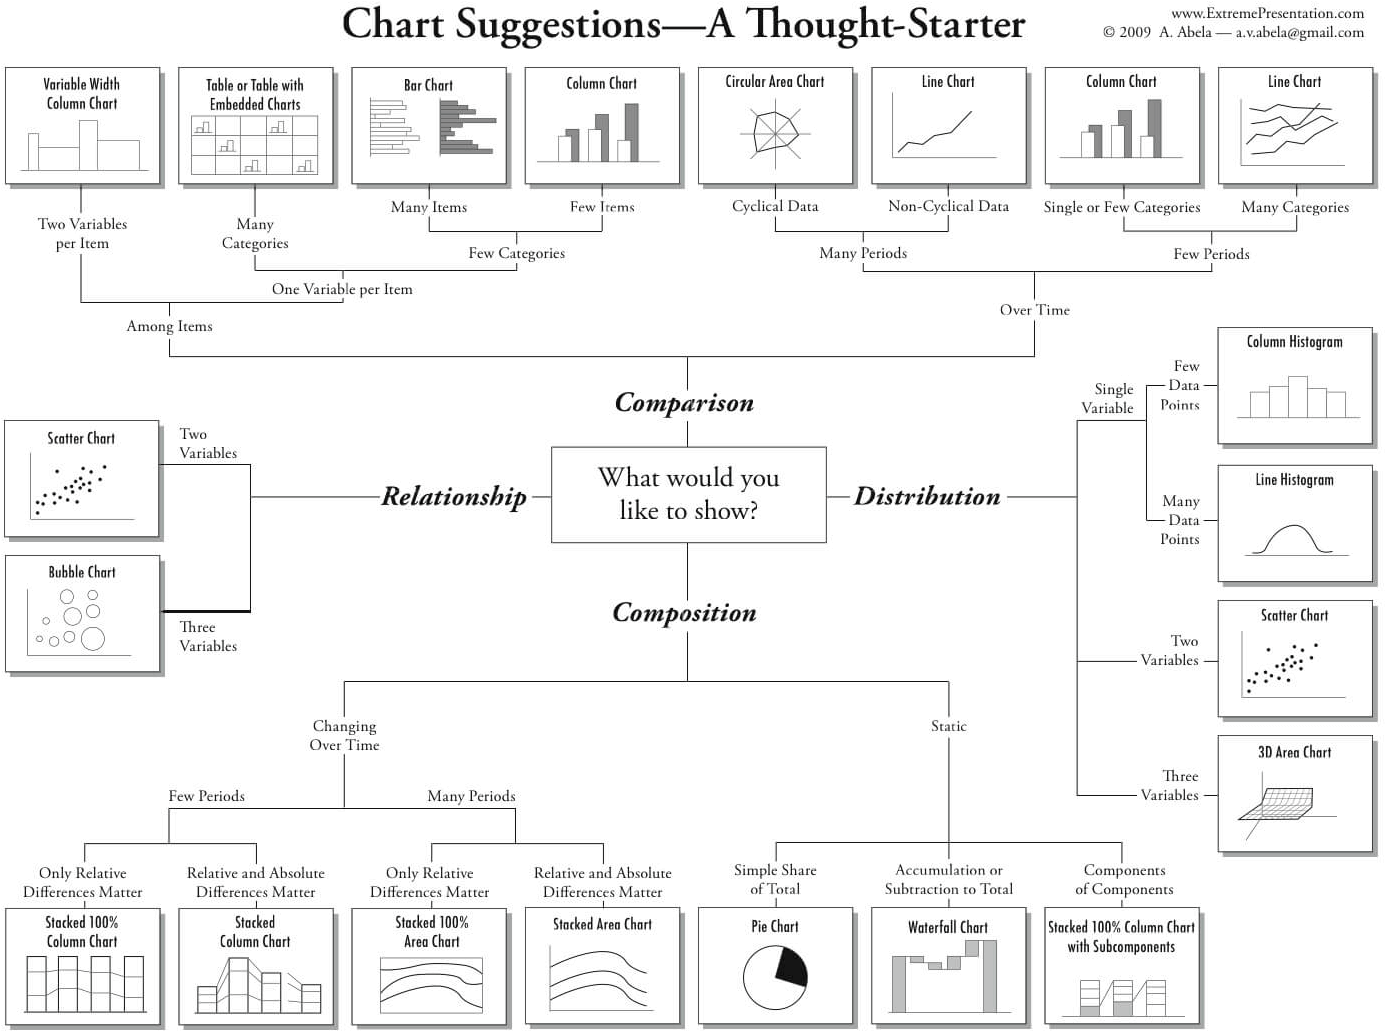 Chart Suggestions—A Thought-Starter
www.ExtremePresentation.com
© 2009 A. Abela — a.v.abela@gmail.com
Variable Width
Column Chart
Table or Table with
Embedded Charts
Bar Chart
Column Chart
Circular Area Chart
Line Chart
Column Chart
Line Chart
Two Variables
per Item
Many
Categories
Many Items
Few Items
Cyclical Data
Non-Cyclical Data
Single or Few Categories
Many Categories
Few Categories
Many Periods
Few Periods
One Variable per Item
Among Items
Over Time
Comparison
What would you
like to show?
Relationship
Two
Variables
Scatter Chart
Three
Variables
Bubble Chart
Distribution
Single
Variable
Few
Data
Points
Column Histogram
Many
Data
Points
Line Histogram
Two
Variables
Scatter Chart
Three
Variables
3D Area Chart
Composition
Changing
Over Time
Static
Few Periods
Many Periods
Only Relative
Differences Matter
Relative and Absolute
Differences Matter
Only Relative
Differences Matter
Relative and Absolute
Differences Matter
Simple Share
of Total
Accumulation or
Subtraction to Total
Components
of Components
Stacked 100%
Column Chart
Stacked
Column Chart
Stacked 100%
Area Chart
Stacked Area Chart
Pie Chart
Waterfall Chart
Stacked 100% Column Chart
with Subcomponents